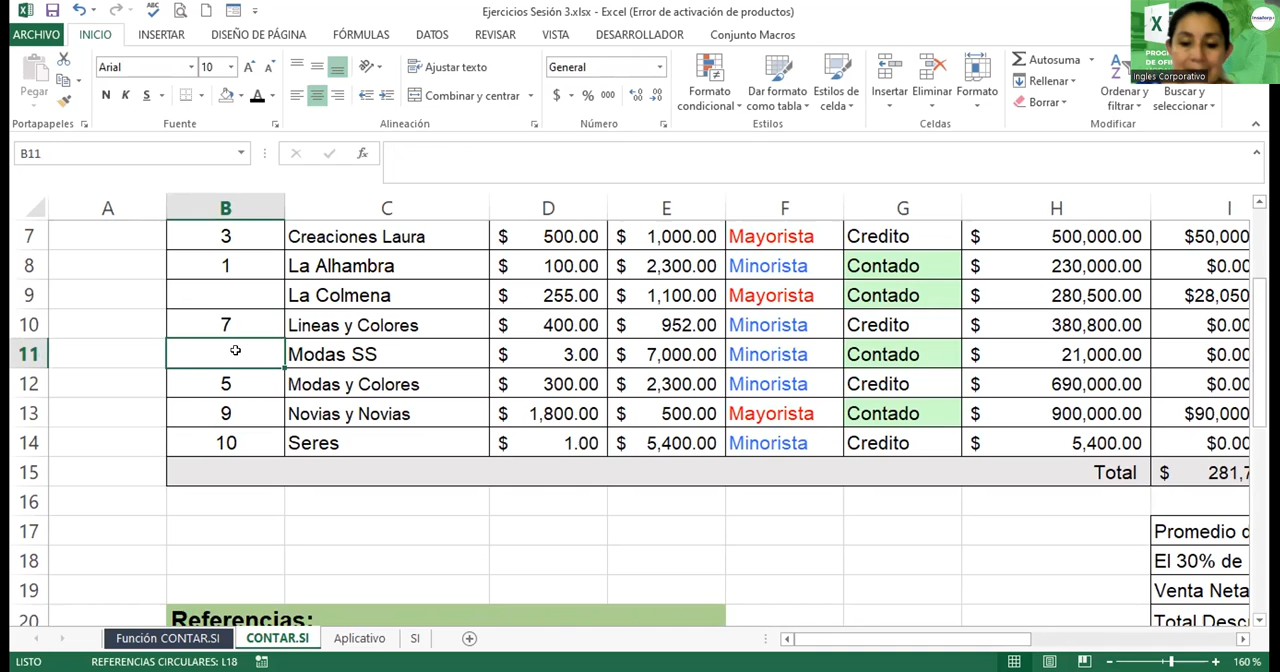 Ejercicios Sesión 3.xlsx - Excel (Error de activación de productos)
ARCHIVO INICIO INSERTAR DISEÑO DE PÁGINA FÓRMULAS DATOS REVISAR VISTA DESARROLLADOR Conjunto Macros
Pegar
Arial 10
N K S
Ajustar texto
Combinar y centrar
General
$ % 000
Formato condicional
Dar formato como tabla
Estilos de celda
Insertar Eliminar Formato
Autosuma
Rellenar
Borrar
Ordenar y filtrar
Buscar y seleccionar
Ingles Corporativo
Portapapeles Fuente Alineación Número Estilos Celdas Modificar
B11
A B C D E F G H I
7 3 Creaciones Laura $ 500.00 $ 1,000.00 Mayorista Credito $ 500,000.00 $50,000
8 1 La Alhambra $ 100.00 $ 2,300.00 Minorista Contado $ 230,000.00 $0.00
9 La Colmena $ 255.00 $ 1,100.00 Mayorista Contado $ 280,500.00 $28,050
10 7 Lineas y Colores $ 400.00 $ 952.00 Minorista Credito $ 380,800.00 $0.00
11 Modas SS $ 3.00 $ 7,000.00 Minorista Contado $ 21,000.00 $0.00
12 5 Modas y Colores $ 300.00 $ 2,300.00 Minorista Credito $ 690,000.00 $0.00
13 9 Novias y Novias $ 1,800.00 $ 500.00 Mayorista Contado $ 900,000.00 $90,000
14 10 Seres $ 1.00 $ 5,400.00 Minorista Credito $ 5,400.00 $0.00
15 Total $ 281,7
16
17 Promedio d
18 El 30% de
19 Venta Neta
20 Referencias: Total Desc
Función CONTAR.SI CONTAR.SI Aplicativo SI
LISTO REFERENCIAS CIRCULARES: L18 160 %